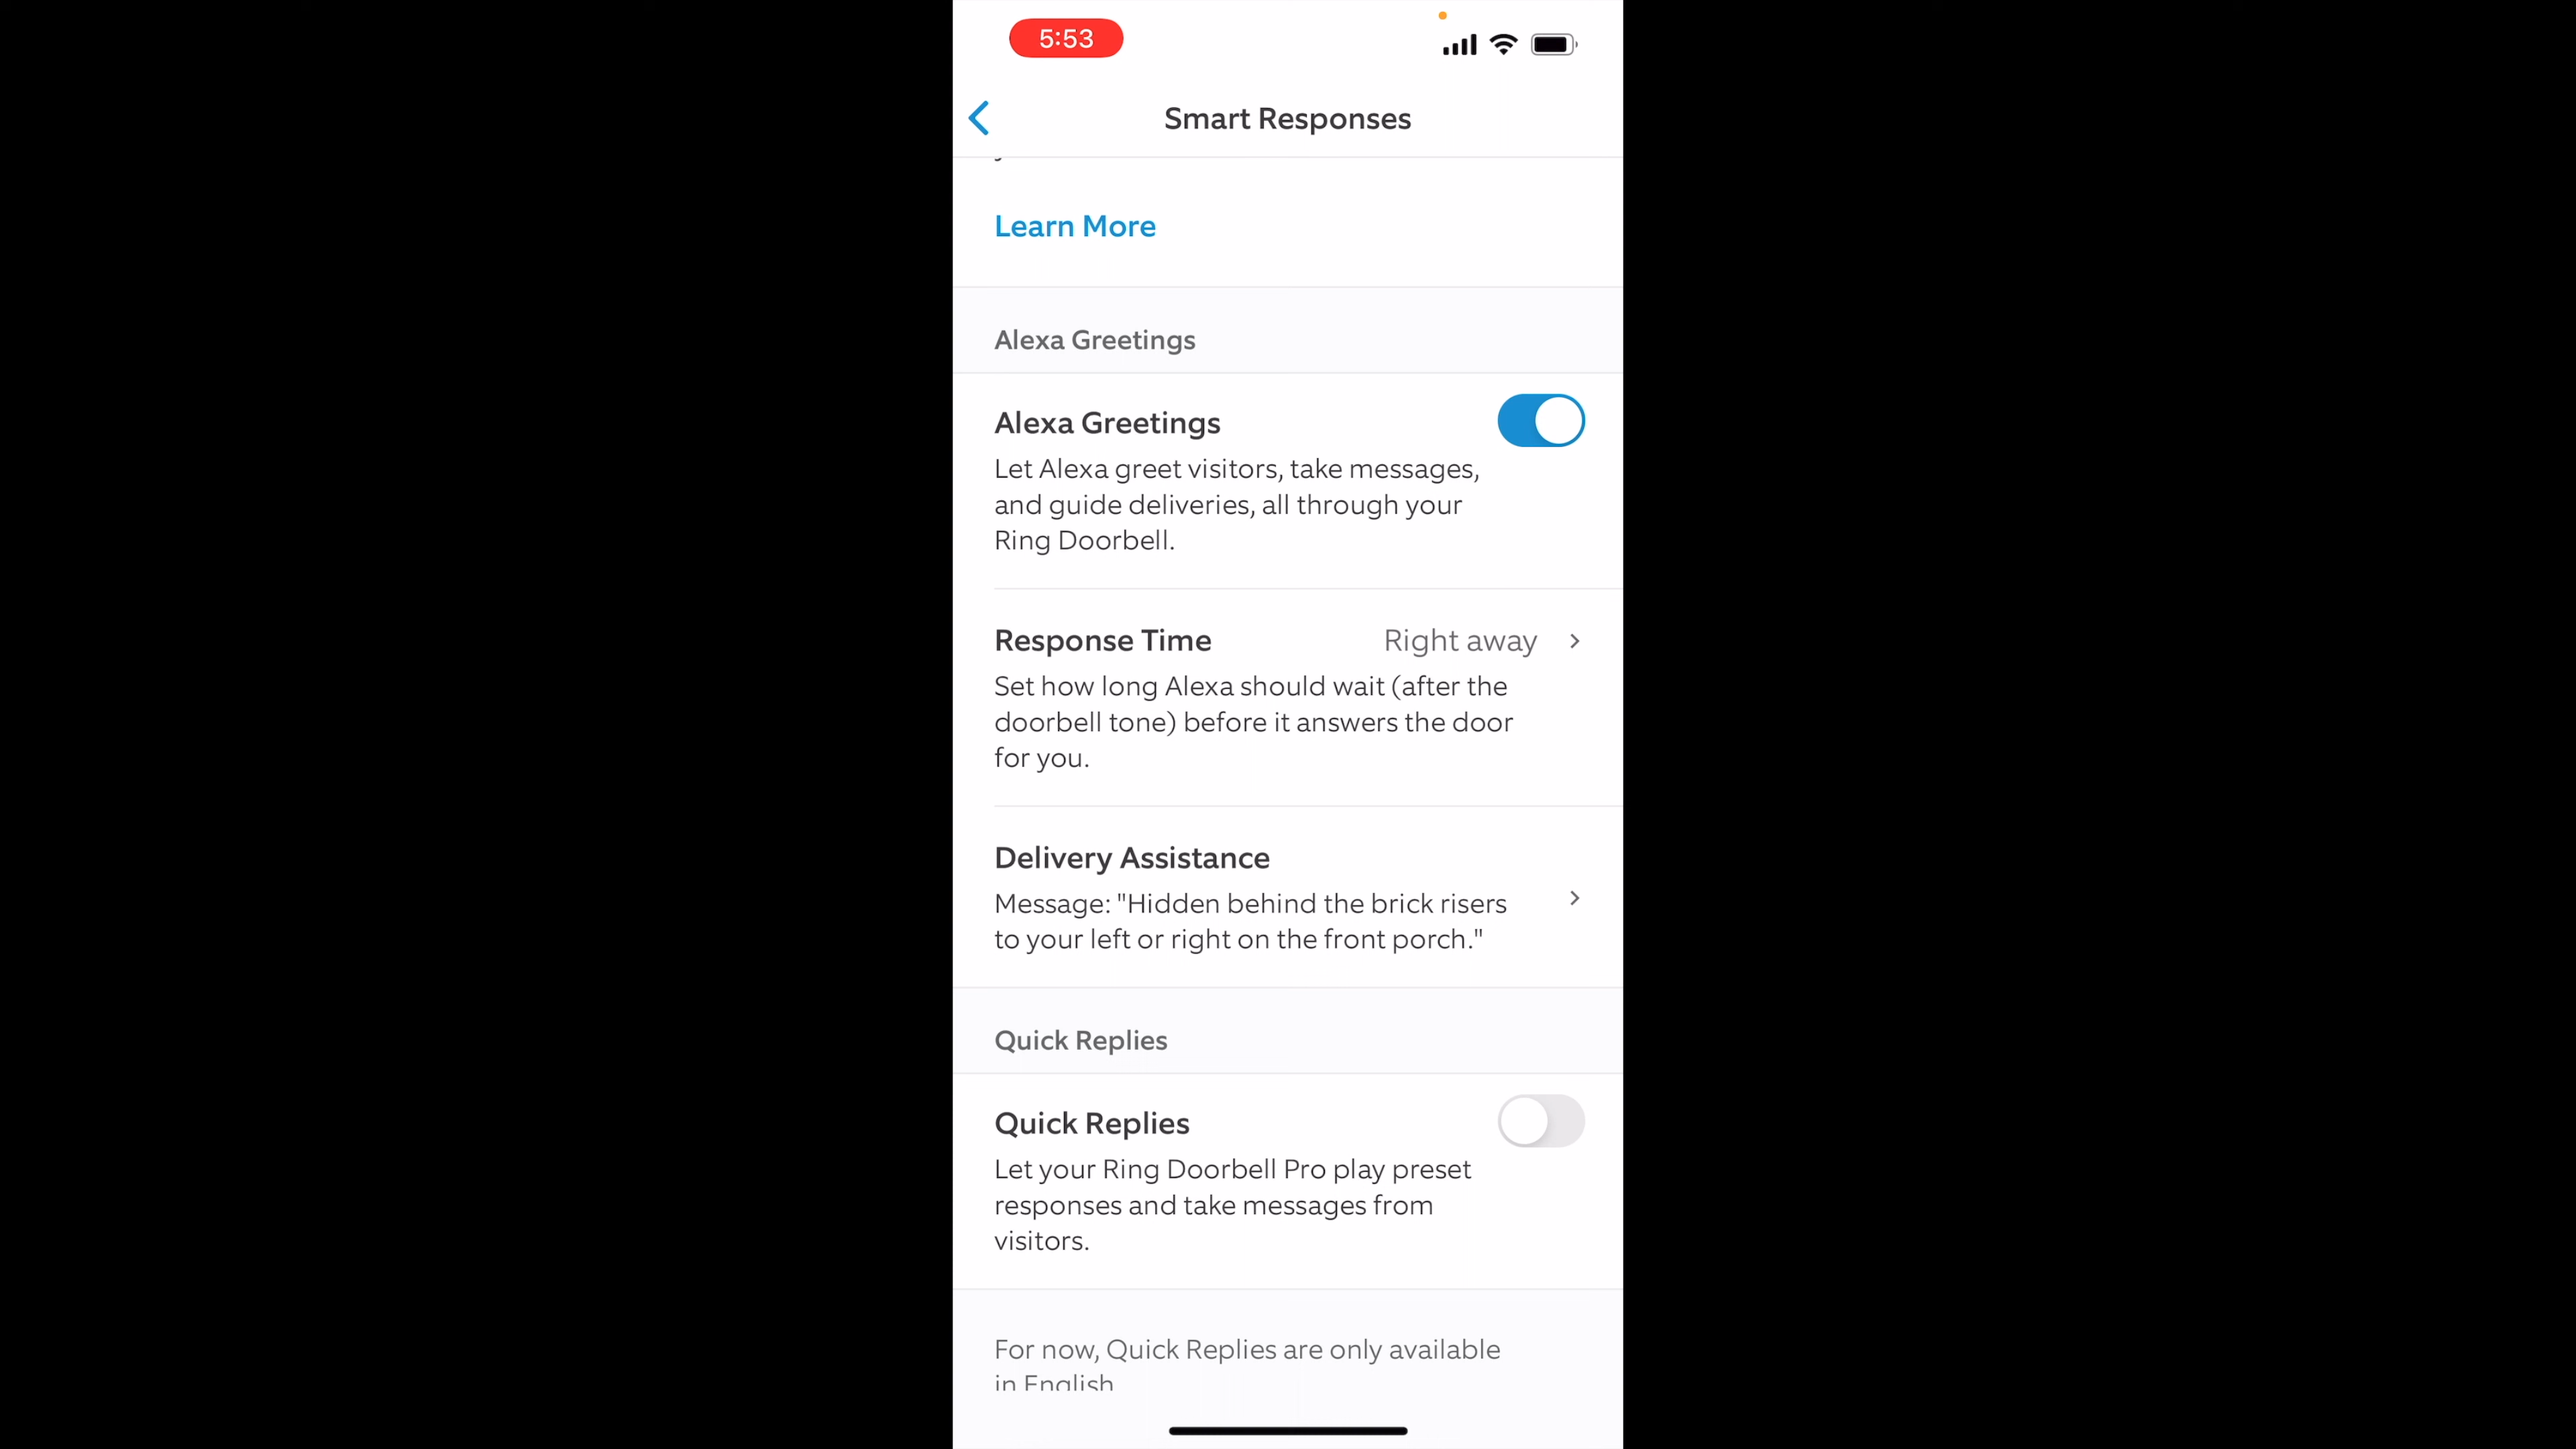 5:53
Smart Responses
Learn More
Alexa Greetings
Alexa Greetings
Let Alexa greet visitors, take messages,
and guide deliveries, all through your
Ring Doorbell.
Response Time
Right away
Set how long Alexa should wait (after the
doorbell tone) before it answers the door
for you.
Delivery Assistance
Message: "Hidden behind the brick risers
to your left or right on the front porch."
Quick Replies
Quick Replies
Let your Ring Doorbell Pro play preset
responses and take messages from
visitors.
For now, Quick Replies are only available
in English